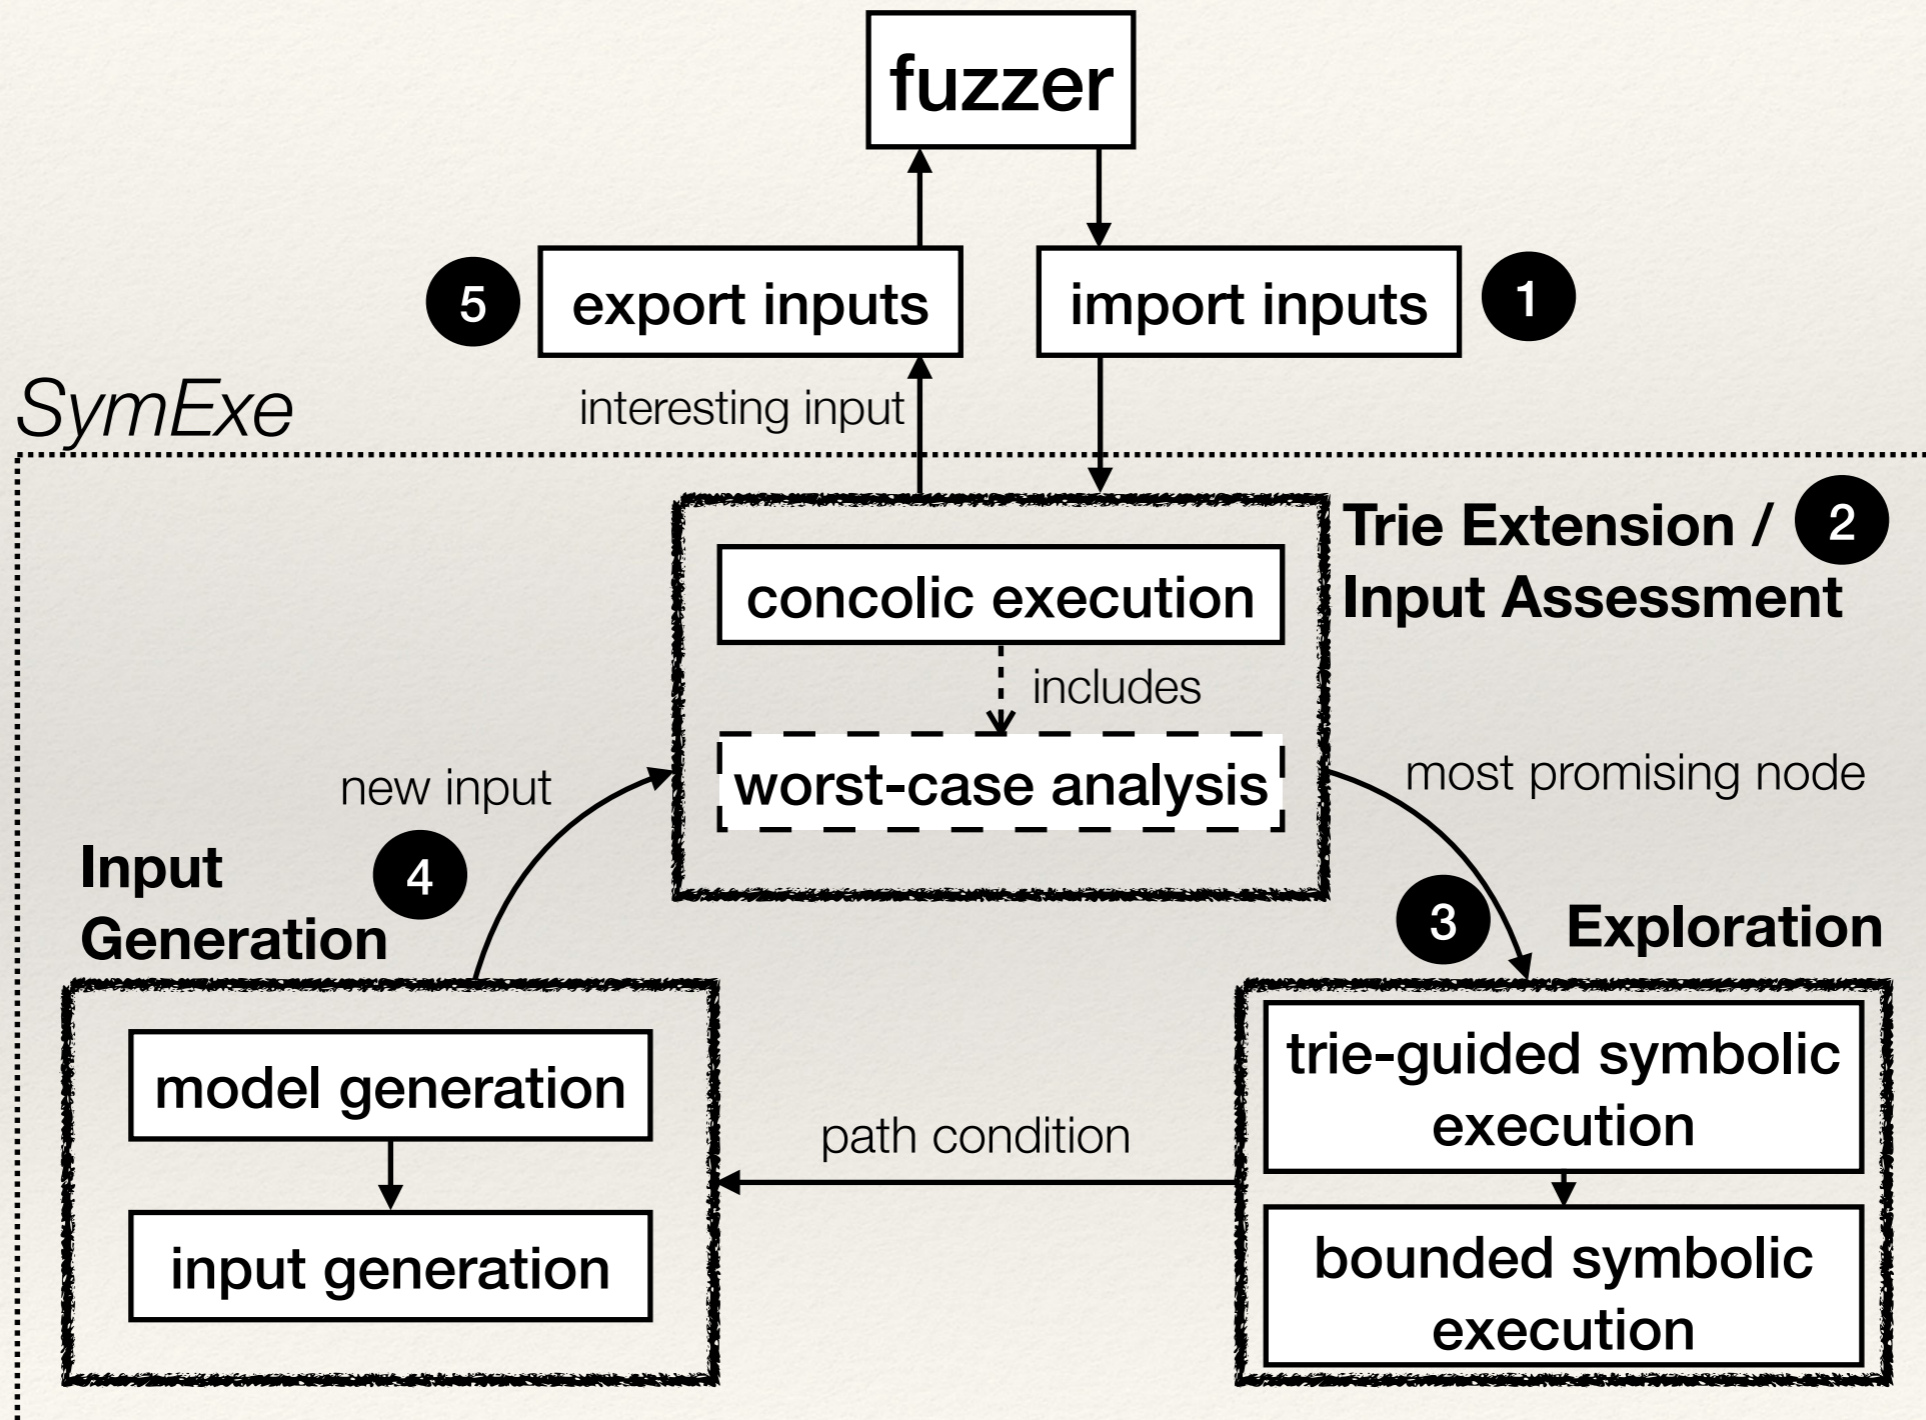 fuzzer
5
export inputs
import inputs
1
SymExe
interesting input
Trie Extension /
2
Input Assessment
concolic execution
includes
worst-case analysis
new input
most promising node
Input
Generation
4
3
Exploration
model generation
input generation
path condition
trie-guided symbolic
execution
bounded symbolic
execution